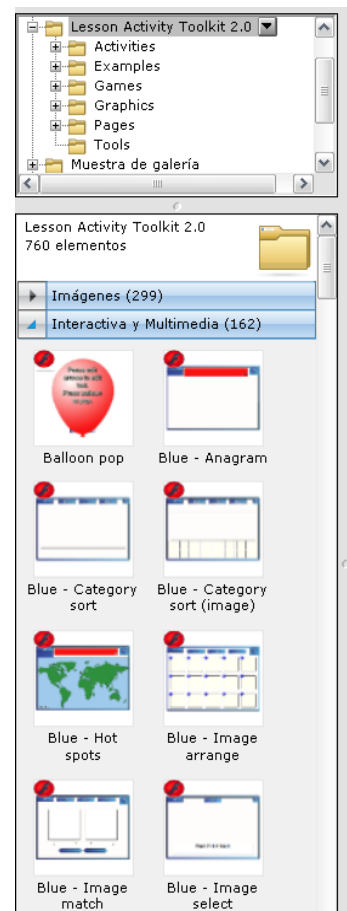 Lesson Activity Toolkit 2.0
Activities
Examples
Games
Graphics
Pages
Tools
Muestra de galería
Lesson Activity Toolkit 2.0
760 elementos
Imágenes (299)
Interactiva y Multimedia (162)
Balloon pop
Blue - Anagram
Blue - Category
sort
Blue - Category
sort (image)
Blue - Hot
spots
Blue - Image
arrange
Blue - Image
match
Blue - Image
select